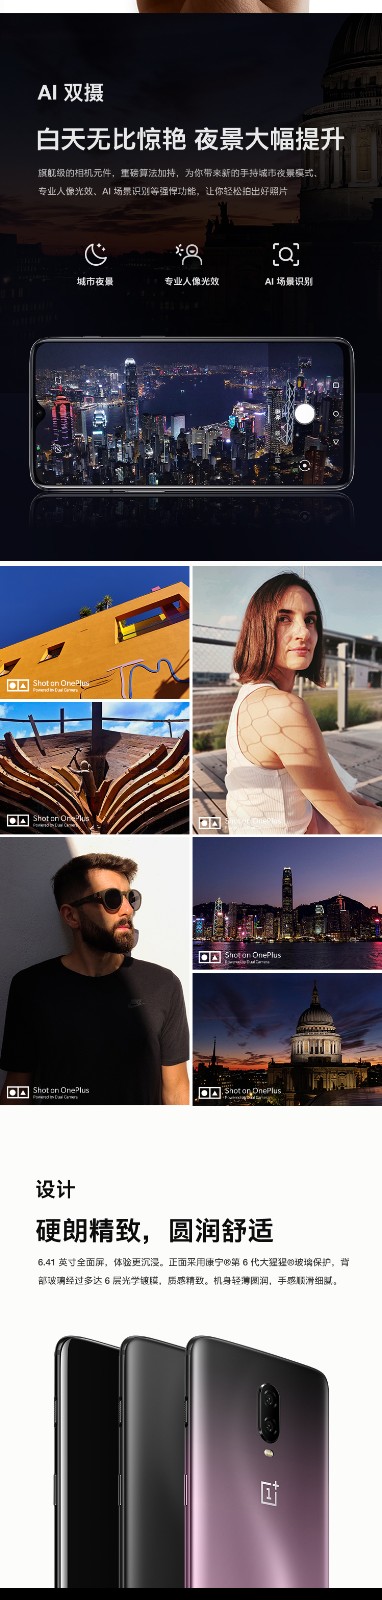 AI 双摄
白天无比惊艳 夜景大幅提升
旗舰级的相机元件，重磅算法加持，为你带来新的手持城市夜景模式、
专业人像光效、AI 场景识别等强悍功能，让你轻松拍出好照片
城市夜景 专业人像光效 AI 场景识别
Shot on OnePlus
Powered by Dual Camera
Shot on OnePlus
Powered by Dual Camera
Shot on OnePlus
Powered by Dual Camera
Shot on OnePlus
Powered by Dual Camera
Shot on OnePlus
Powered by Dual Camera
Shot on OnePlus
Powered by Dual Camera
设计
硬朗精致，圆润舒适
6.41 英寸全面屏，体验更沉浸。正面采用康宁®第 6 代大猩猩®玻璃保护，背
部玻璃经过多达 6 层光学镀膜，质感精致。机身轻薄圆润，手感顺滑细腻。